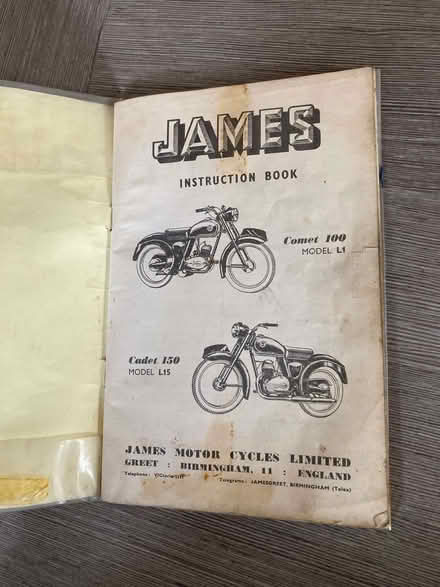 JAMES
INSTRUCTION BOOK
Comet 100
MODEL L1
Cadet 150
MODEL L15
JAMES MOTOR CYCLES LIMITED
GREET : BIRMINGHAM, 11 : ENGLAND
Telephone:
Telegrams: JAMESGREET, BIRMINGHAM (Telex)